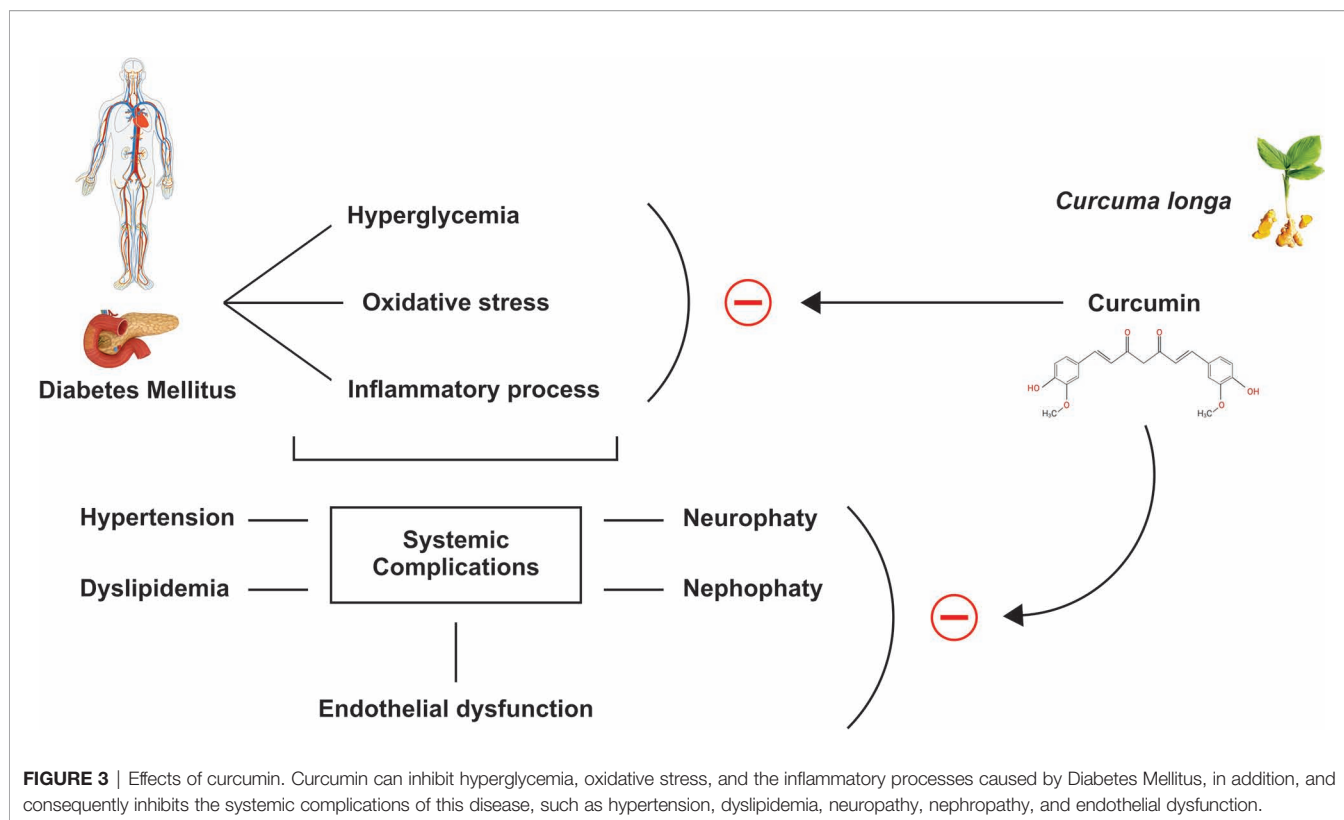 Hyperglycemia
Curcuma longa
Oxidative stress
Curcumin
Diabetes Mellitus
Inflammatory process
O
O
HO
OH
O
O
H₃C
H₃C
Hypertension
Systemic
Complications
Neurophaty
Dyslipidemia
Nephophaty
Endothelial dysfunction
FIGURE 3 | Effects of curcumin. Curcumin can inhibit hyperglycemia, oxidative stress, and the inflammatory processes caused by Diabetes Mellitus, in addition, and
consequently inhibits the systemic complications of this disease, such as hypertension, dyslipidemia, neuropathy, nephropathy, and endothelial dysfunction.